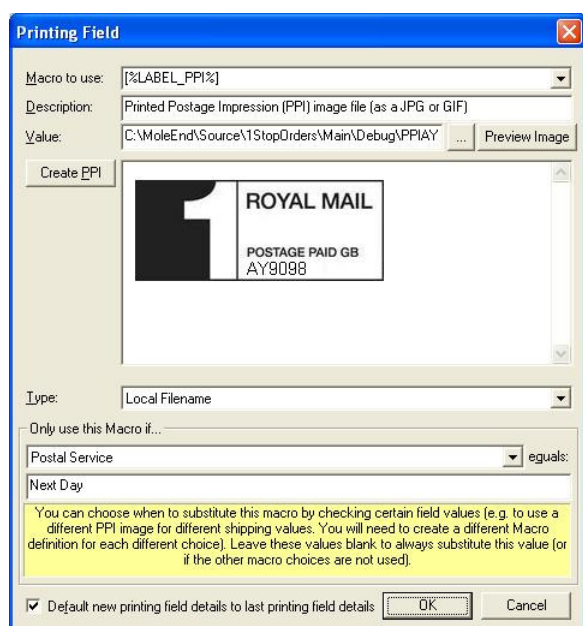 Printing Field
Macro to use: [%LABEL_PPI%]
Description: Printed Postage Impression (PPI) image file (as a JPG or GIF)
Value: C:\MoleEnd\Source\1StopOrders\Main\Debug\PPIAY ... Preview Image
Create PPI
1
ROYAL MAIL
POSTAGE PAID GB
AY9098
Type: Local Filename
Only use this Macro if...
Postal Service equals:
Next Day
You can choose when to substitute this macro by checking certain field values (e.g. to use a
different PPI image for different shipping values. You will need to create a different Macro
definition for each different choice). Leave these values blank to always substitute this value (or
if the other macro choices are not used).
Default new printing field details to last printing field details OK Cancel